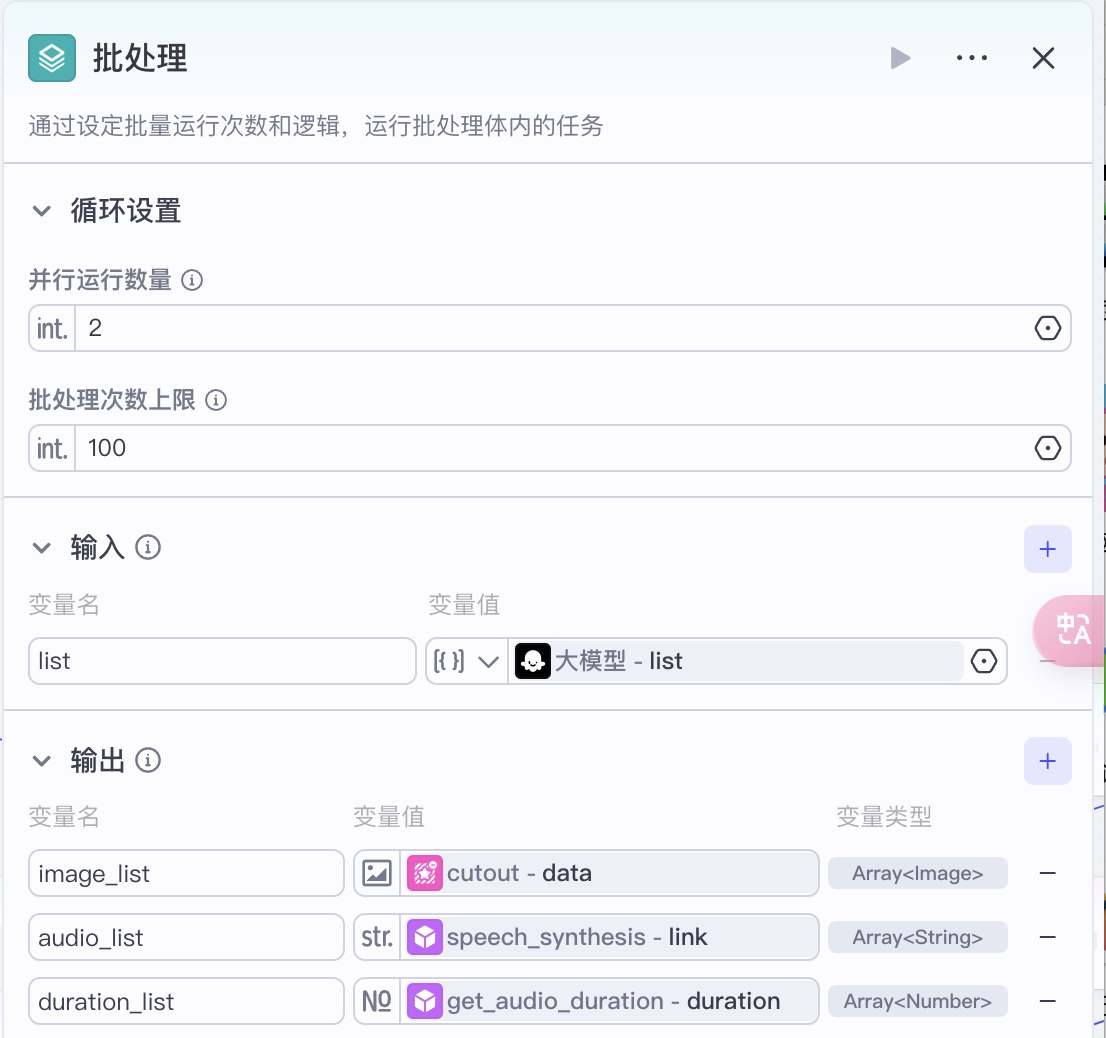 批处理
通过设定批量运行次数和逻辑，运行批处理体内的任务
循环设置
并行运行数量
int. 2
批处理次数上限
int. 100
输入
变量名 变量值
list [{ }] 大模型 - list
中A
输出
变量名 变量值 变量类型
image_list cutout - data Array<Image>
audio_list str. speech_synthesis - link Array<String>
duration_list NO get_audio_duration - duration Array<Number>